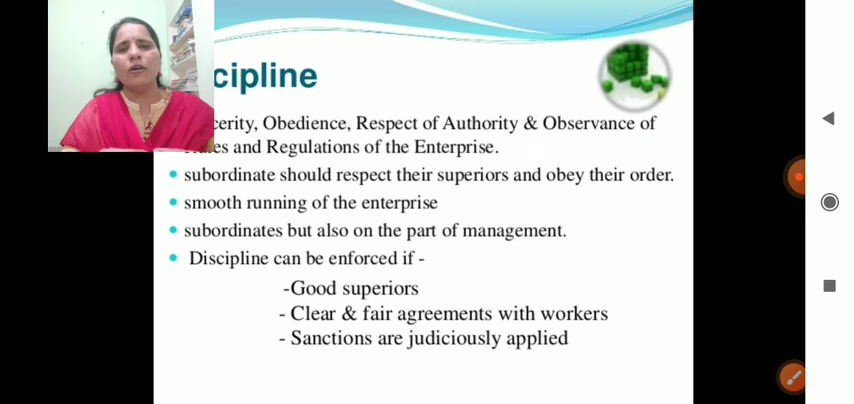 cipline
cerity, Obedience, Respect of Authority & Observance of
es and Regulations of the Enterprise.
subordinate should respect their superiors and obey their order.
smooth running of the enterprise
subordinates but also on the part of management.
Discipline can be enforced if -
-Good superiors
- Clear & fair agreements with workers
- Sanctions are judiciously applied